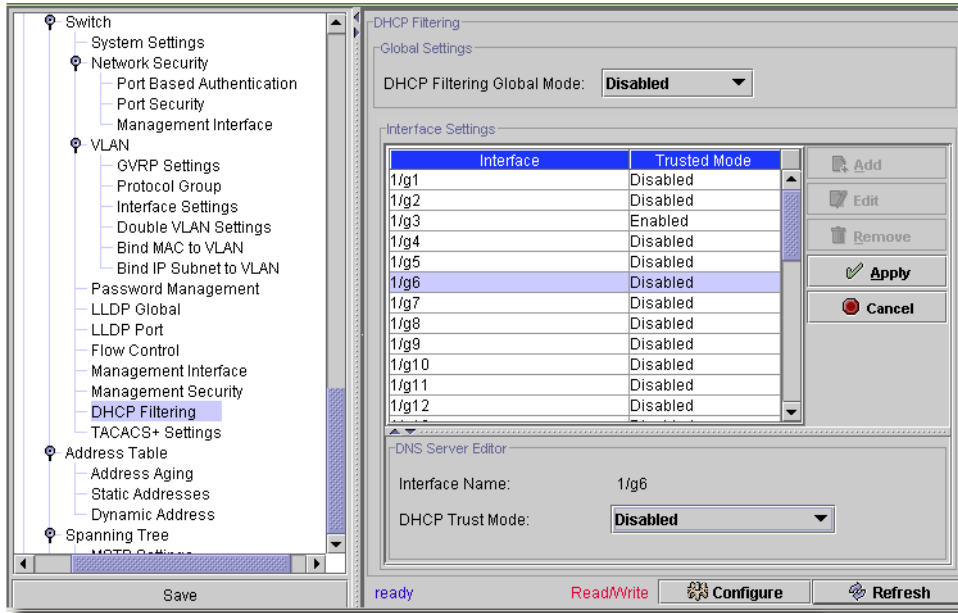 Switch
System Settings
Network Security
Port Based Authentication
Port Security
Management Interface
VLAN
GVRP Settings
Protocol Group
Interface Settings
Double VLAN Settings
Bind MAC to VLAN
Bind IP Subnet to VLAN
Password Management
LLDP Global
LLDP Port
Flow Control
Management Interface
Management Security
DHCP Filtering
TACACS+ Settings
Address Table
Address Aging
Static Addresses
Dynamic Address
Spanning Tree
Save
DHCP Filtering
Global Settings
DHCP Filtering Global Mode: Disabled
Interface Settings
Interface Trusted Mode
1/g1 Disabled
1/g2 Disabled
1/g3 Enabled
1/g4 Disabled
1/g5 Disabled
1/g6 Disabled
1/g7 Disabled
1/g8 Disabled
1/g9 Disabled
1/g10 Disabled
1/g11 Disabled
1/g12 Disabled
Add
Edit
Remove
Apply
Cancel
DNS Server Editor
Interface Name: 1/g6
DHCP Trust Mode: Disabled
ready Read/Write Configure Refresh